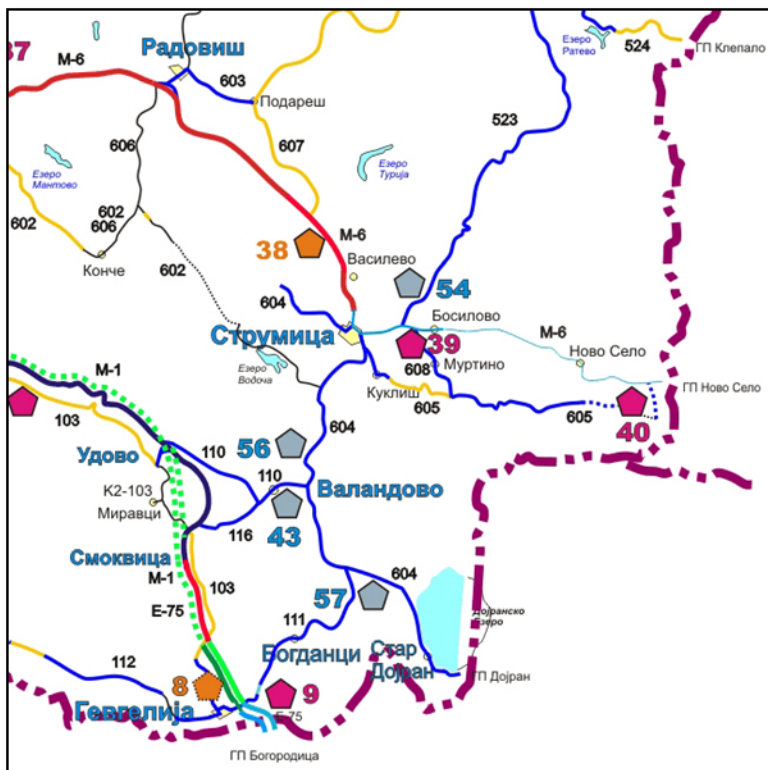 Езеро
Ратево
524
ГП Клепало
37
М-6
Радовиш
603
Подареш
523
606
607
Езеро
Мантово
Езеро
Турија
602
602
606
38
М-6
Василево
Конче
602
54
604
Босилово
Струмица
39
М-6
Ново Село
М-1
Езеро
Водоча
608
Муртино
ГП Ново Село
Куклиш
103
605
605
604
40
56
Удово
110
110
Валандово
К2-103
Миравци
116
43
Смоквица
М-1
103
604
57
Е-75
111
Дојранско
Езеро
Богданци
Стар
Дојран
112
ГП Дојран
8
9
Гевгелија
Е-75
ГП Богородица